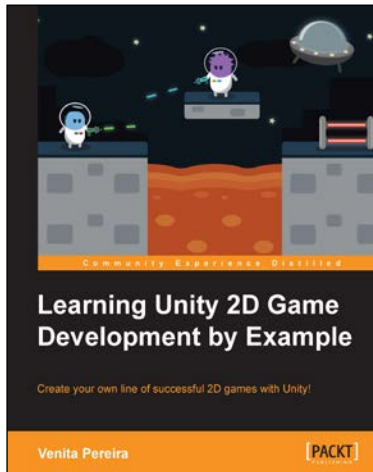 Community Experience Distilled
Learning Unity 2D Game
Development by Example
Create your own line of successful 2D games with Unity!
Venita Pereira
[PACKT]
PUBLISHING